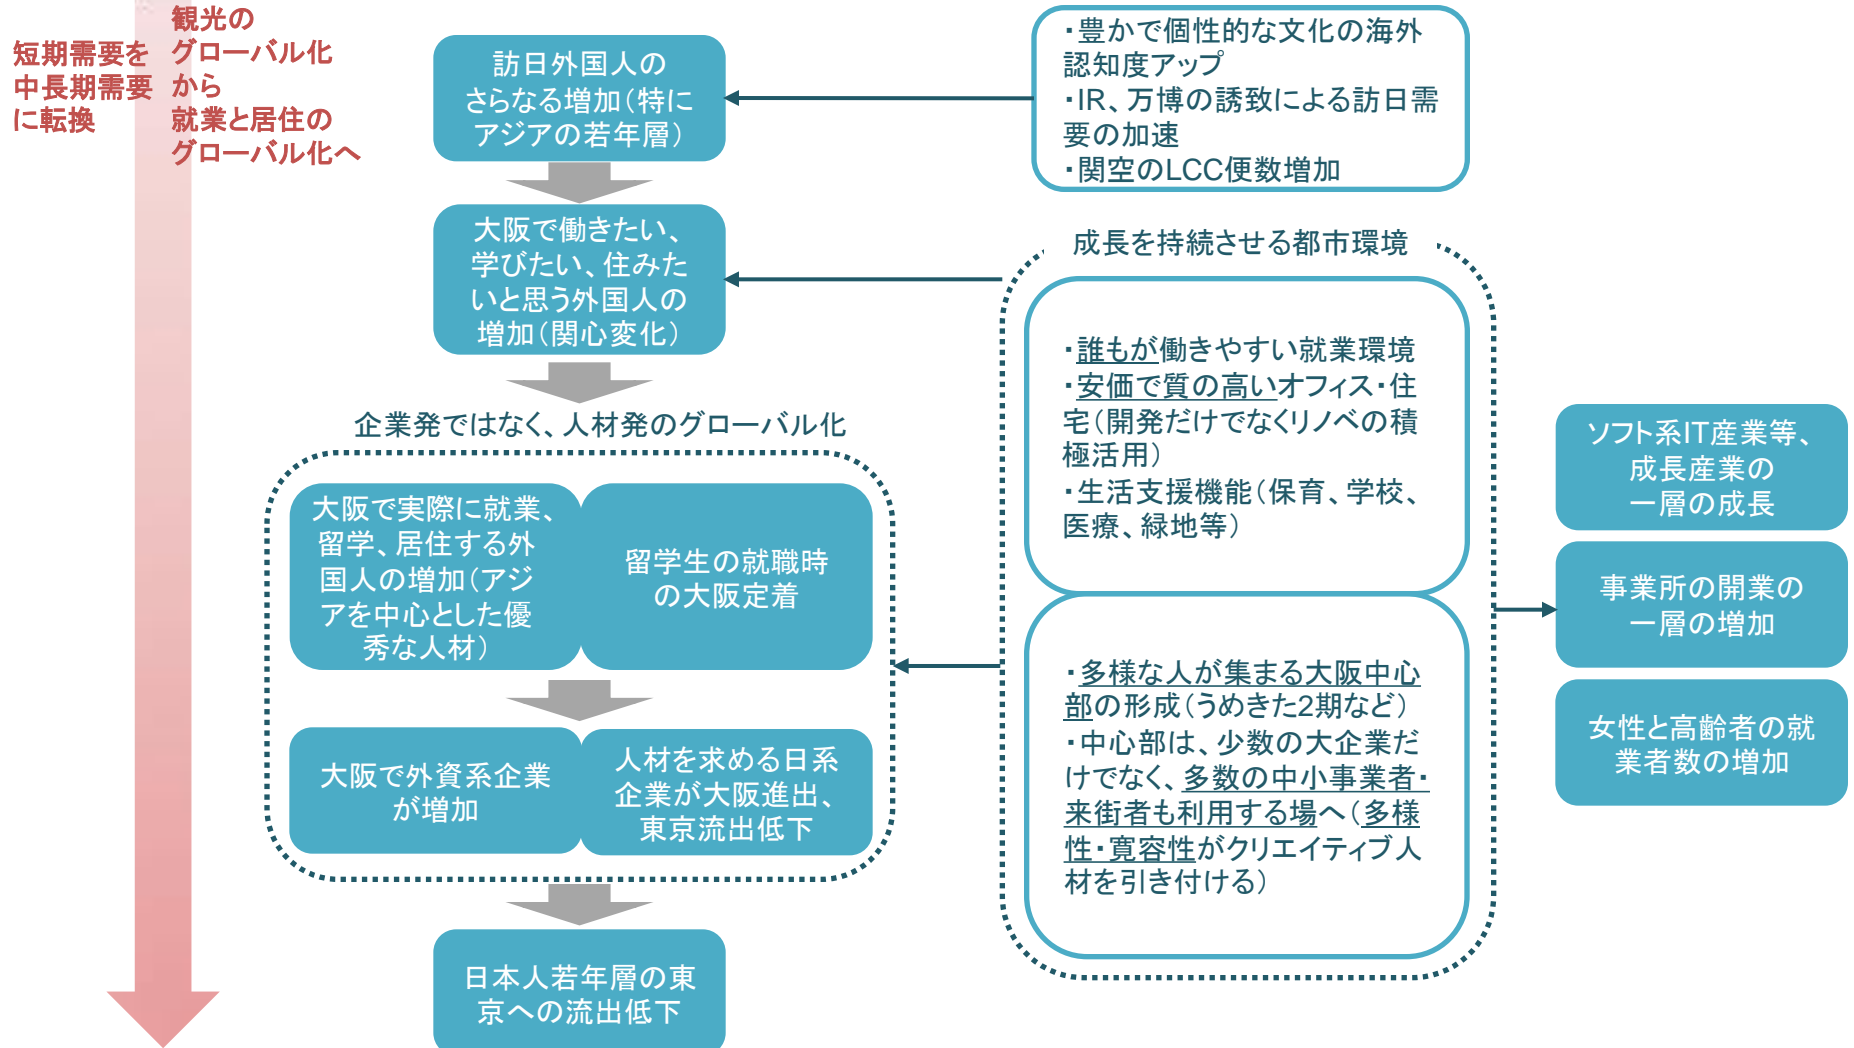 短期需要を
中長期需要
に転換
観光の
グローバル化
から
就業と居住の
グローバル化へ
訪日外国人の
さらなる増加(特に
アジアの若年層)
・豊かで個性的な文化の海外
認知度アップ
・IR、万博の誘致による訪日需
要の加速
・関空のLCC便数増加
大阪で働きたい、
学びたい、住みた
いと思う外国人の
増加(関心変化)
企業発ではなく、人材発のグローバル化
大阪で実際に就業、
留学、居住する外
国人の増加(アジ
アを中心とした優
秀な人材)
留学生の就職時
の大阪定着
大阪で外資系企業
が増加
人材を求める日系
企業が大阪進出、
東京流出低下
日本人若年層の東
京への流出低下
成長を持続させる都市環境
・誰もが働きやすい就業環境
・安価で質の高いオフィス・住
宅(開発だけでなくリノベの積
極活用)
・生活支援機能(保育、学校、
医療、緑地等)
・多様な人が集まる大阪中心
部の形成(うめきた2期など)
・中心部は、少数の大企業だ
けでなく、多数の中小事業者・
来街者も利用する場へ(多様
性・寛容性がクリエイティブ人
材を引き付ける)
ソフト系IT産業等、
成長産業の
一層の成長
事業所の開業の
一層の増加
女性と高齢者の就
業者数の増加